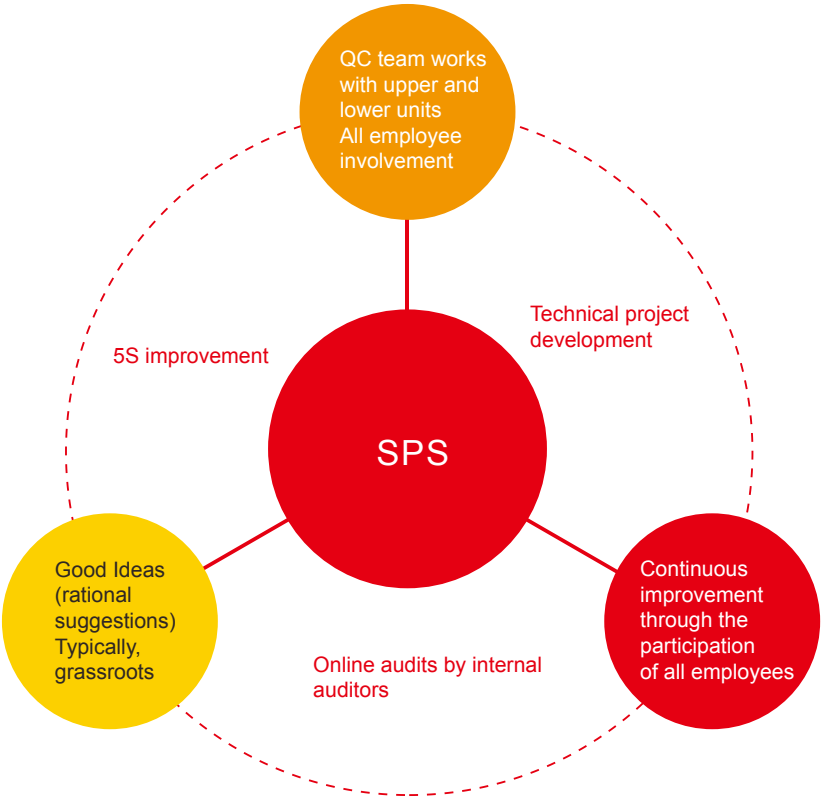 QC team works
with upper and
lower units
All employee
involvement
Technical project
development
5S improvement
SPS
Good Ideas
(rational
suggestions)
Typically,
grassroots
Continuous
improvement
through the
participation
of all employees
Online audits by internal
auditors